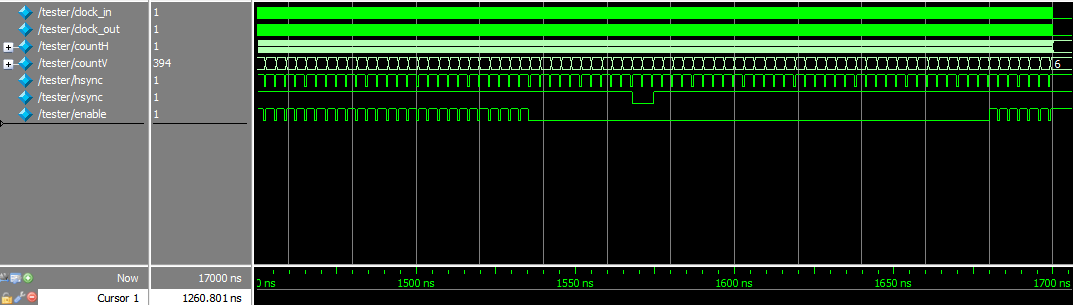 /tester/clock_in 1
/tester/clock_out 1
/tester/countH 1
/tester/countV 394 6
/tester/hsync 1
/tester/vsync 1
/tester/enable 1
Now 17000 ns ns 1500 ns 1550 ns 1600 ns 1650 ns 1700 ns
Cursor 1 1260.801 ns